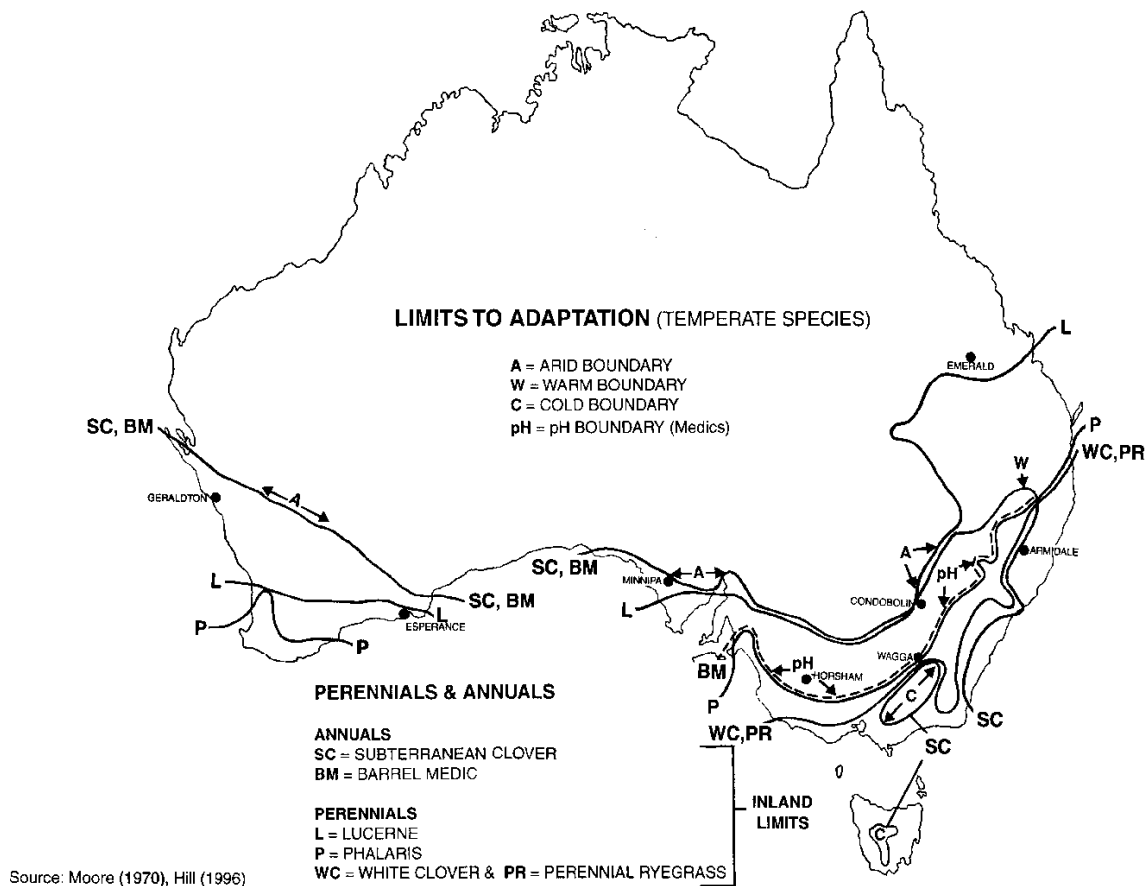 LIMITS TO ADAPTATION (TEMPERATE SPECIES)
A = ARID BOUNDARY
W = WARM BOUNDARY
C = COLD BOUNDARY
pH = pH BOUNDARY (Medics)
L
EMERALD
P
WC,PR
W
SC, BM
GERALDTON
A
A
ARMIDALE
pH
CONDOBOLIN
SC, BM
MINNIPA
A
L
SC, BM
L
L
ESPERANCE
P
P
WAGGA
pH
HORSHAM
BM
P
C
SC
WC,PR
SC
PERENNIALS & ANNUALS
ANNUALS
SC = SUBTERRANEAN CLOVER
BM = BARREL MEDIC
PERENNIALS
L = LUCERNE
P = PHALARIS
WC = WHITE CLOVER & PR = PERENNIAL RYEGRASS
INLAND
LIMITS
C
Source: Moore (1970), Hill (1996)